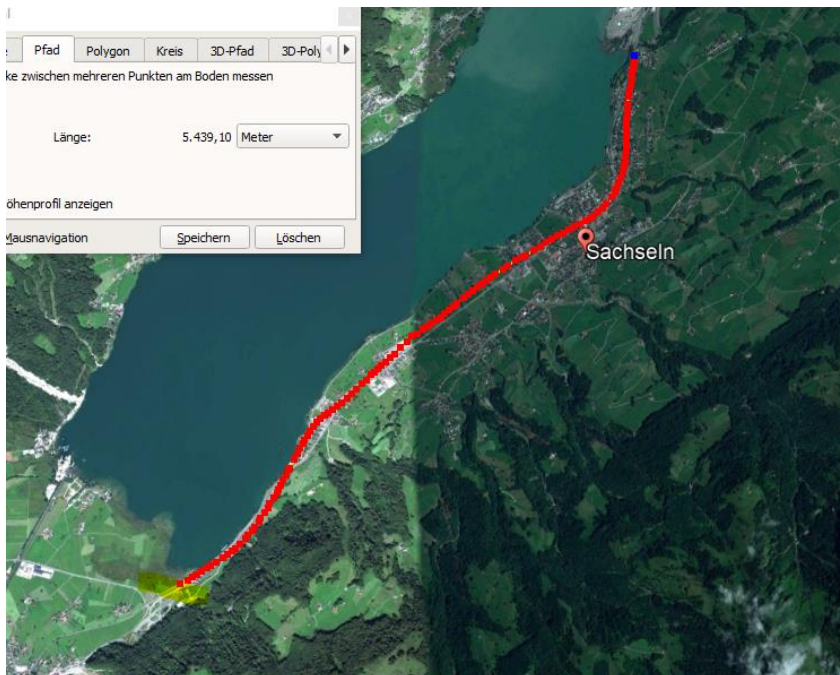 Pfad Polygon Kreis 3D-Pfad 3D-Poly
ke zwischen mehreren Punkten am Boden messen
Länge: 5.439,10 Meter
öhenprofil anzeigen
Mausnavigation Speichern Löschen
Sachseln